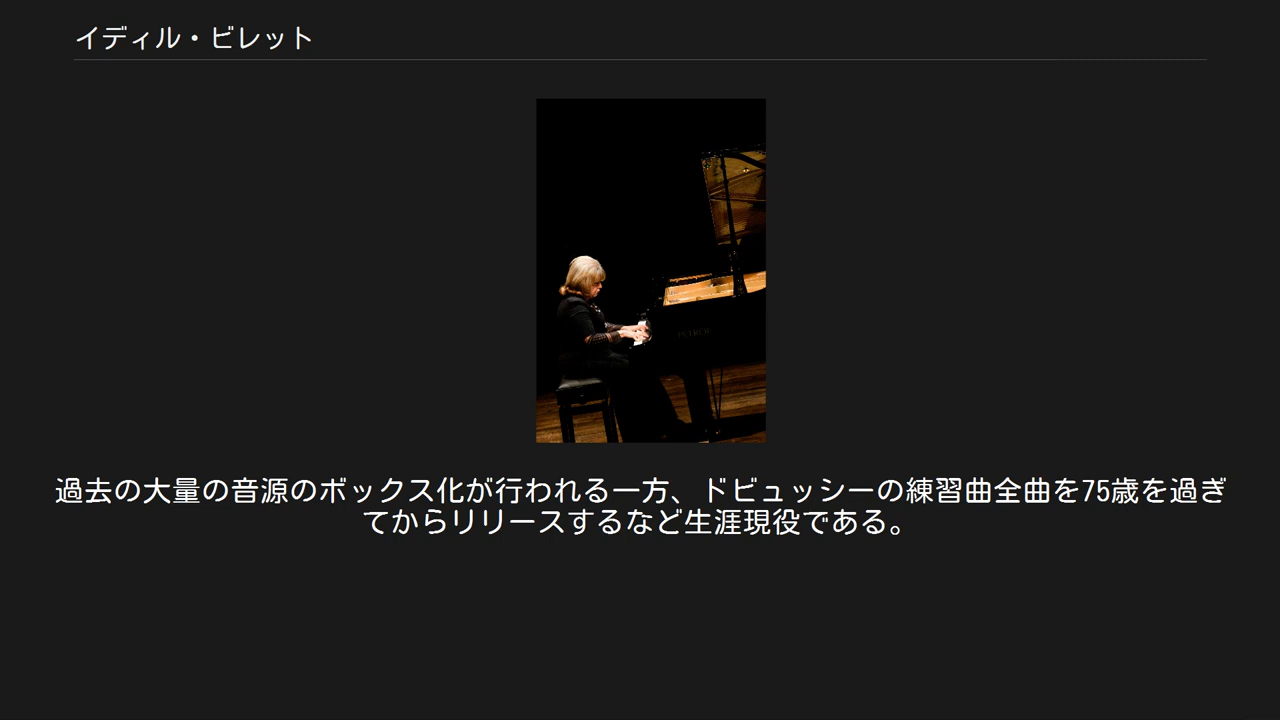 イディル・ビレット
過去の大量の音源のボックス化が行われる一方、ドビュッシーの練習曲全曲を75歳を過ぎ
てからリリースするなど生涯現役である。